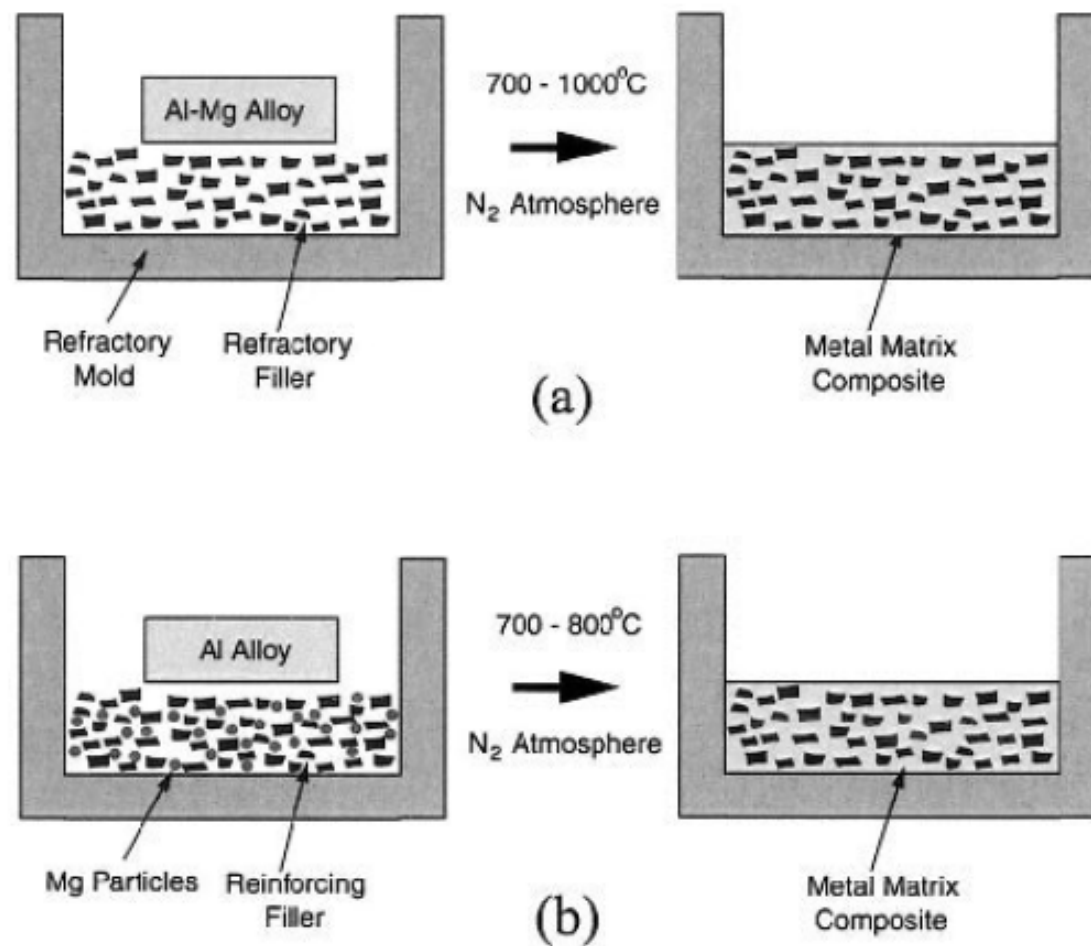 Al-Mg Alloy
700 - 1000°C
N₂ Atmosphere
Refractory
Mold
Refractory
Filler
Metal Matrix
Composite
(a)
Al Alloy
700 - 800°C
N₂ Atmosphere
Mg Particles
Reinforcing
Filler
Metal Matrix
Composite
(b)